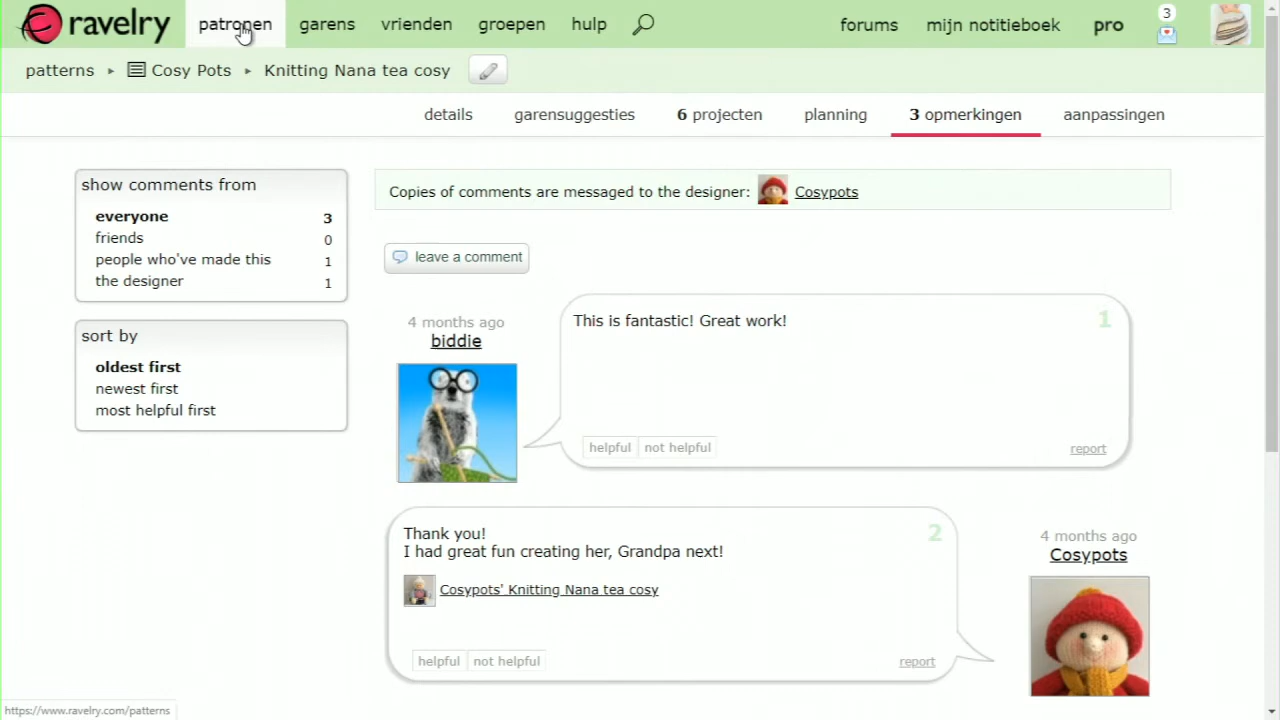 ravelry
patronen
garens
vrienden
groepen
hulp
forums
mijn notitieboek
pro
3
patterns ▸ Cosy Pots ▸ Knitting Nana tea cosy
details
garensuggesties
6 projecten
planning
3 opmerkingen
aanpassingen
show comments from
everyone 3
friends 0
people who've made this 1
the designer 1
sort by
oldest first
newest first
most helpful first
Copies of comments are messaged to the designer: Cosypots
leave a comment
4 months ago
biddie
This is fantastic! Great work!
1
helpful
not helpful
report
Thank you!
I had great fun creating her, Grandpa next!
Cosypots' Knitting Nana tea cosy
2
helpful
not helpful
report
4 months ago
Cosypots
https://www.ravelry.com/patterns